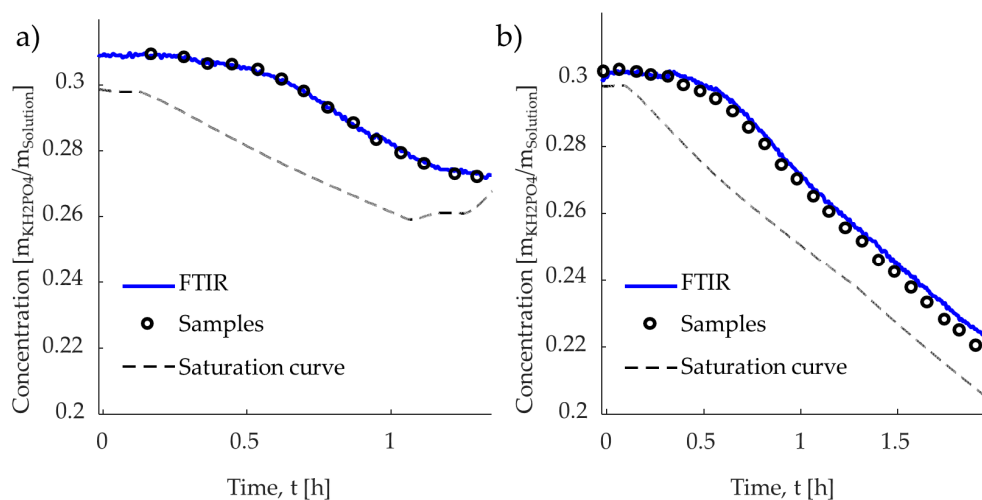 a)
Concentration [mKH2PO4/mSolution]
0.3
0.28
0.26
0.24
0.22
0.2
FTIR
Samples
Saturation curve
0
0.5
1
Time, t [h]
b)
Concentration [mKH2PO4/mSolution]
0.3
0.28
0.26
0.24
0.22
0.2
FTIR
Samples
Saturation curve
0
0.5
1
1.5
Time, t [h]